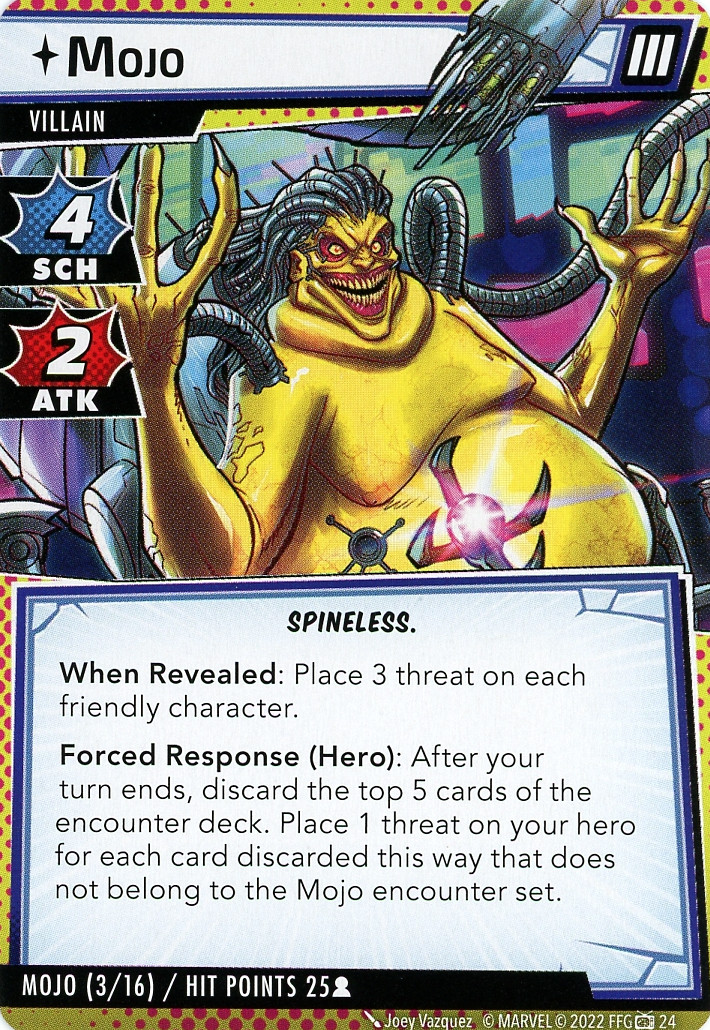 Mojo
III
VILLAIN
4
SCH
2
ATK
SPINELESS.
When Revealed: Place 3 threat on each
friendly character.
Forced Response (Hero): After your
turn ends, discard the top 5 cards of the
encounter deck. Place 1 threat on your hero
for each card discarded this way that does
not belong to the Mojo encounter set.
MOJO (3/16) / HIT POINTS 25
Joey Vazquez © MARVEL © 2022 FFG 24